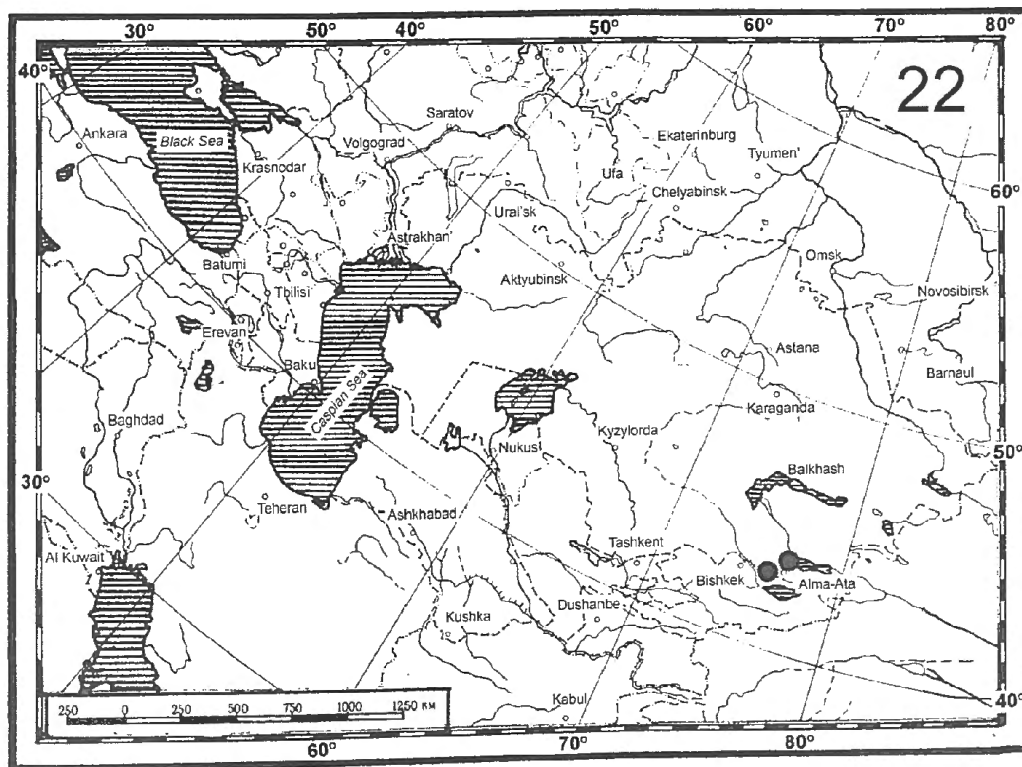 30° 50° 40° 50° 60° 70° 80°
40°
22
Saratov
Ekaterinburg
Ankara
Black Sea
Volgograd
Tyumen'
Krasnodar
Ufa
Chelyabinsk
60°
Ural'sk
Astrakhan'
Batumi
Omsk
Aktyubinsk
Tbilisi
Novosibirsk
Erevan
Astana
Baku
Barnaul
Caspian Sea
Karaganda
Baghdad
Kyzylorda
Nukus
50°
Balkhash
30°
Teheran
Ashkhabad
Tashkent
Al Kuwait
Bishkek
Alma-Ata
Dushanbe
Kushka
Kabul
40°
250 0 250 500 750 1000 1250 км
60° 70° 80°